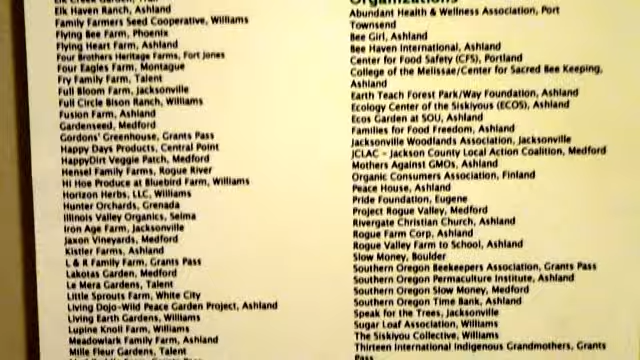 Elk Creek Garden, Trail
Elk Haven Ranch, Ashland
Family Farmers Seed Cooperative, Williams
Flying Bee Farm, Phoenix
Flying Heart Farm, Ashland
Four Brothers Heritage Farms, Fort Jones
Four Eagles Farm, Montague
Fry Family Farm, Talent
Full Bloom Farm, Jacksonville
Full Circle Bison Ranch, Williams
Fusion Farm, Ashland
Gardenseed, Medford
Gordons' Greenhouse, Grants Pass
Happy Days Produce, Central Point
HappyDirt Veggie Patch, Medford
Hensel Family Farms, Rogue River
Hi Hoe Produce at Bluebird Farm, Williams
Horizon Herbs, LLC, Williams
Hunter Orchards, Grenada
Illinois Valley Organics, Selma
Iron Age Farm, Jacksonville
Jaxon Vineyards, Medford
Kistler Farms, Ashland
L & R Family Farm, Grants Pass
Lakotas Garden, Medford
Le Mera Gardens, Talent
Little Sprouts Farm, White City
Living Dojo-Wild Peace Garden Project, Ashland
Living Earth Gardens, Williams
Lupine Knoll Farm, Williams
Meadowlark Family Farm, Ashland
Mille Fleur Gardens, Talent
Organizations
Abundant Health & Wellness Association, Port
Townsend
Bee Girl, Ashland
Bee Haven International, Ashland
Center for Food Safety (CFS), Portland
College of the Melissae/Center for Sacred Bee Keeping,
Ashland
Earth Teach Forest Park/Way Foundation, Ashland
Ecology Center of the Siskiyous (ECOS), Ashland
Ecos Garden at SOU, Ashland
Families for Food Freedom, Ashland
Jacksonville Woodlands Association, Jacksonville
JCLAC - Jackson County Local Action Coalition, Medford
Mothers Against GMOs, Ashland
Organic Consumers Association, Finland
Peace House, Ashland
Pride Foundation, Eugene
Project Rogue Valley, Medford
Rivergate Christian Church, Ashland
Rogue Farm Corp, Ashland
Rogue Valley Farm to School, Ashland
Slow Money, Boulder
Southern Oregon Beekeepers Association, Grants Pass
Southern Oregon Permaculture Institute, Ashland
Southern Oregon Slow Money, Medford
Southern Oregon Time Bank, Ashland
Speak for the Trees, Jacksonville
Sugar Loaf Association, Williams
The Siskiyou Collective, Williams
Thirteen International Indigenous Grandmothers, Grants
Pass